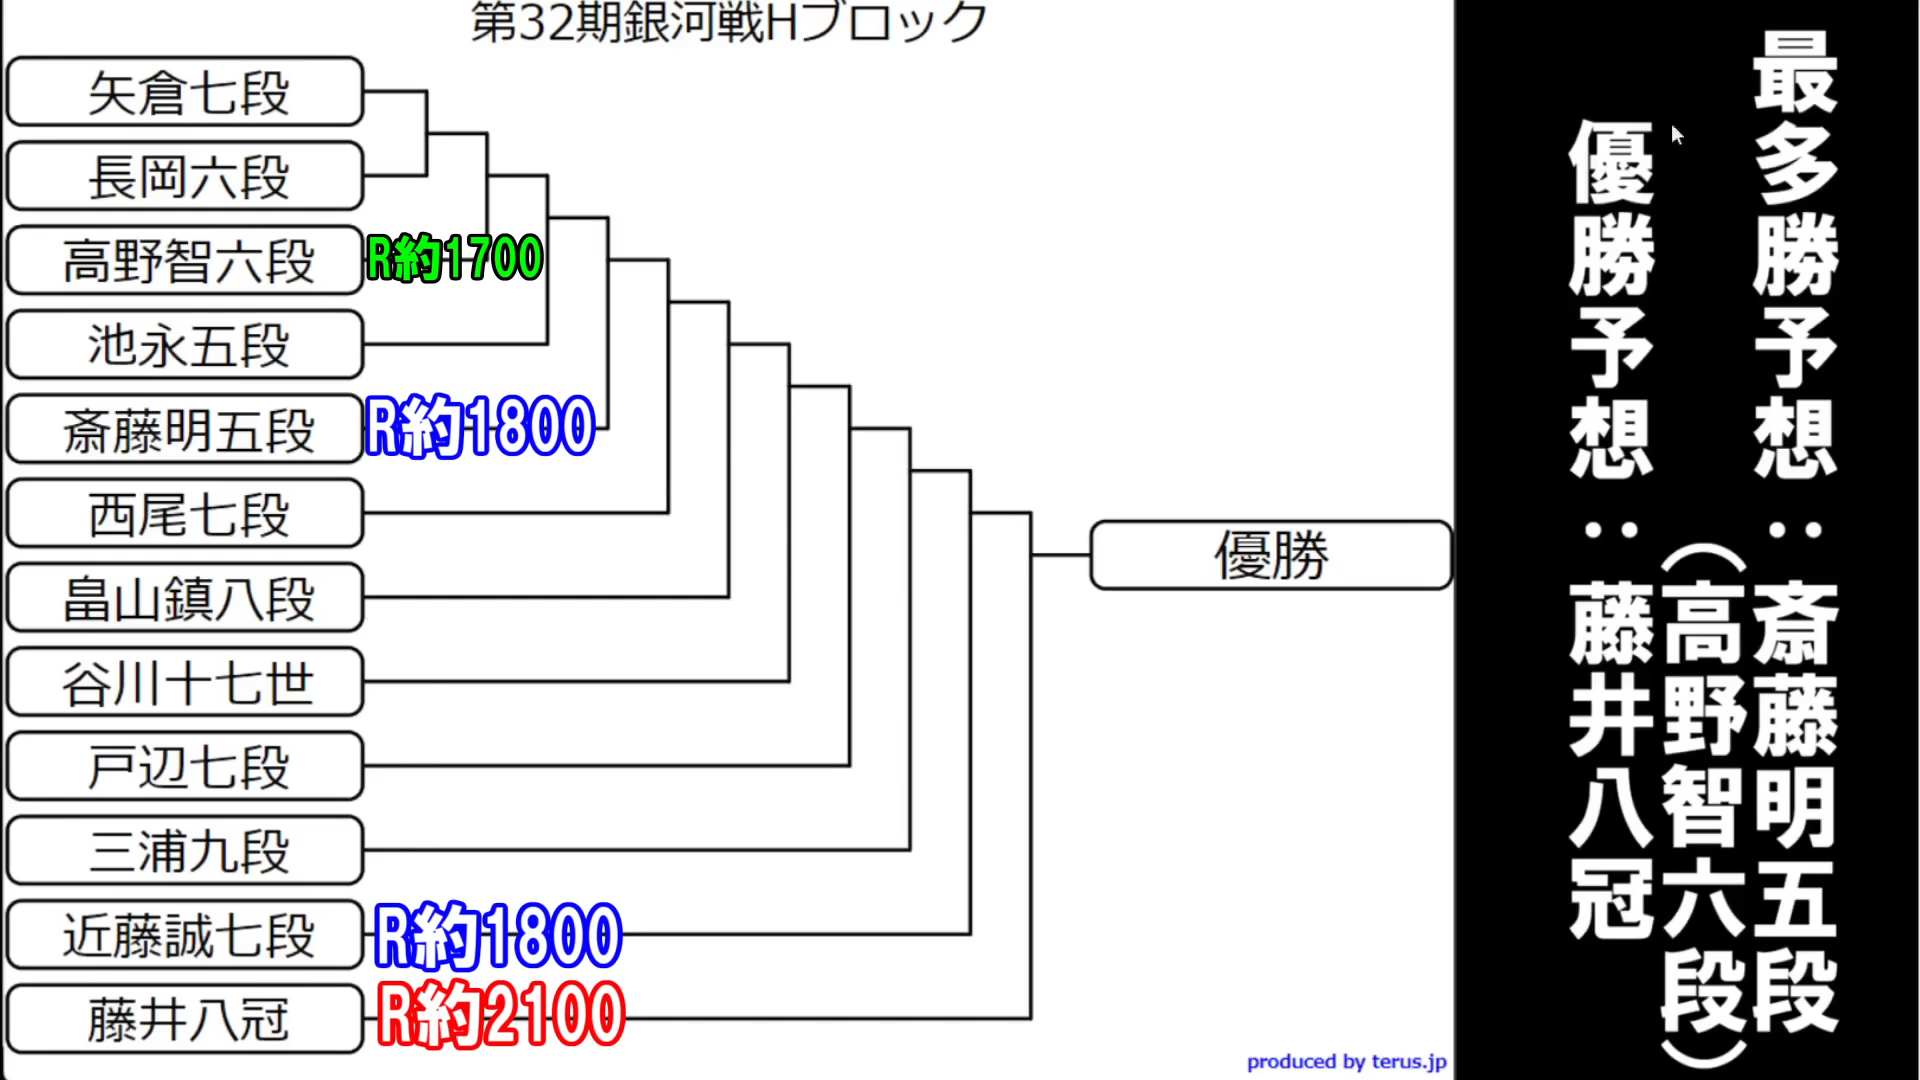 第32期銀河戦Hブロック
矢倉七段
長岡六段
高野智六段
R約1700
池永五段
斎藤明五段
R約1800
西尾七段
畠山鎮八段
谷川十七世
戸辺七段
三浦九段
近藤誠七段
R約1800
藤井八冠
R約2100
優勝
produced by terus.jp
最多勝予想：斎藤明五段
（高野智六段）
優勝予想：藤井八冠